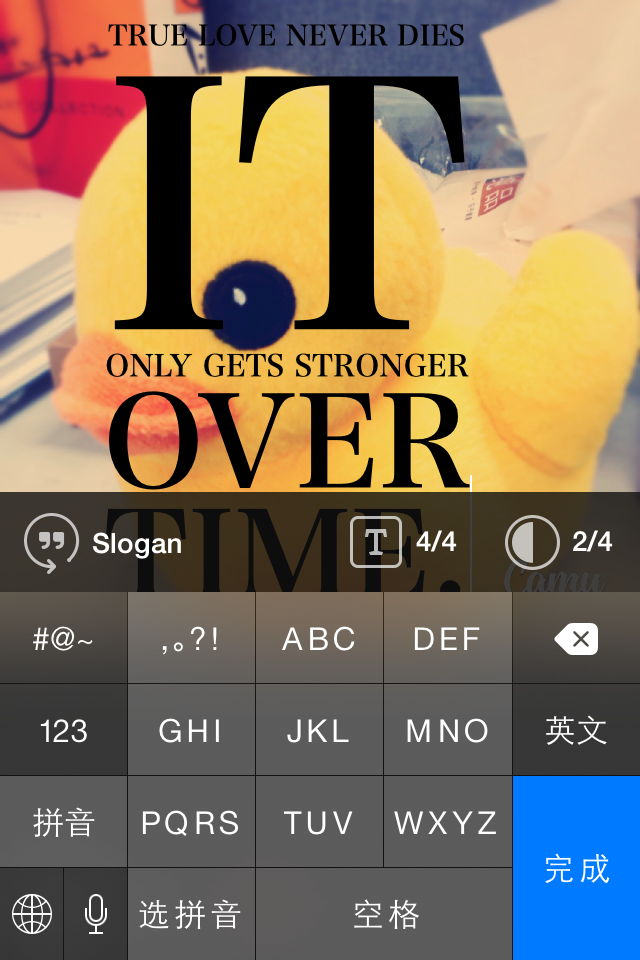 TRUE LOVE NEVER DIES
IT
ONLY GETS STRONGER
OVER
TIME.
Camu
Slogan
4/4
2/4
#@~
,。?!
ABC
DEF
123
GHI
JKL
MNO
英文
拼音
PQRS
TUV
WXYZ
完成
选拼音
空格